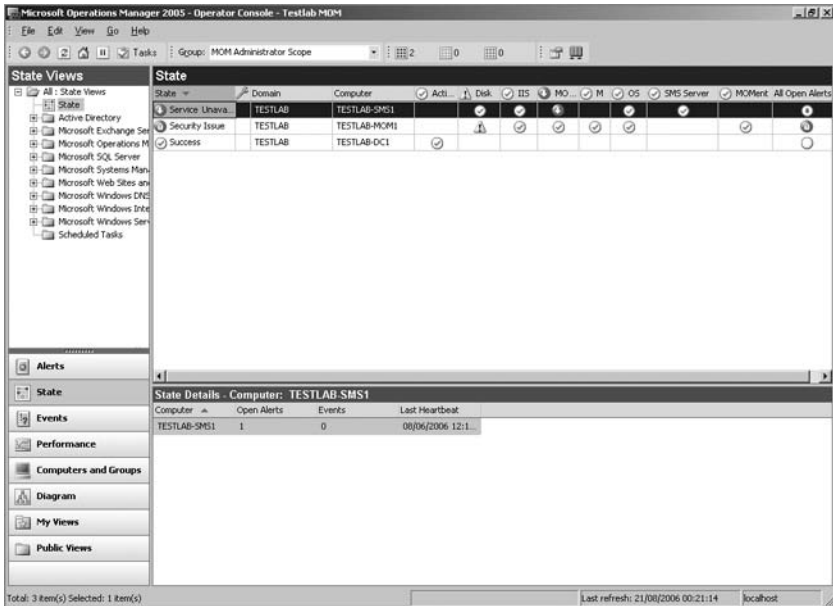 Microsoft Operations Manager 2005 - Operator Console - Testlab MOM
File Edit View Go Help
Tasks Group: MOM Administrator Scope 2 0 0
State Views
All : State Views
State
Active Directory
Microsoft Exchange Ser
Microsoft Operations M
Microsoft SQL Server
Microsoft Systems Man
Microsoft Web Sites an
Microsoft Windows DNS
Microsoft Windows Inte
Microsoft Windows Serv
Scheduled Tasks
State
State Domain Computer Acti... Disk IIS MO... M OS SMS Server MOMent All Open Alerts
Service Unava... TESTLAB TESTLAB-SMS1
Security Issue TESTLAB TESTLAB-MOM1
Success TESTLAB TESTLAB-DC1
Alerts
State
Events
Performance
Computers and Groups
Diagram
My Views
Public Views
State Details - Computer: TESTLAB-SMS1
Computer Open Alerts Events Last Heartbeat
TESTLAB-SMS1 1 0 08/06/2006 12:1...
Total: 3 item(s) Selected: 1 item(s)
Last refresh: 21/08/2006 00:21:14
localhost